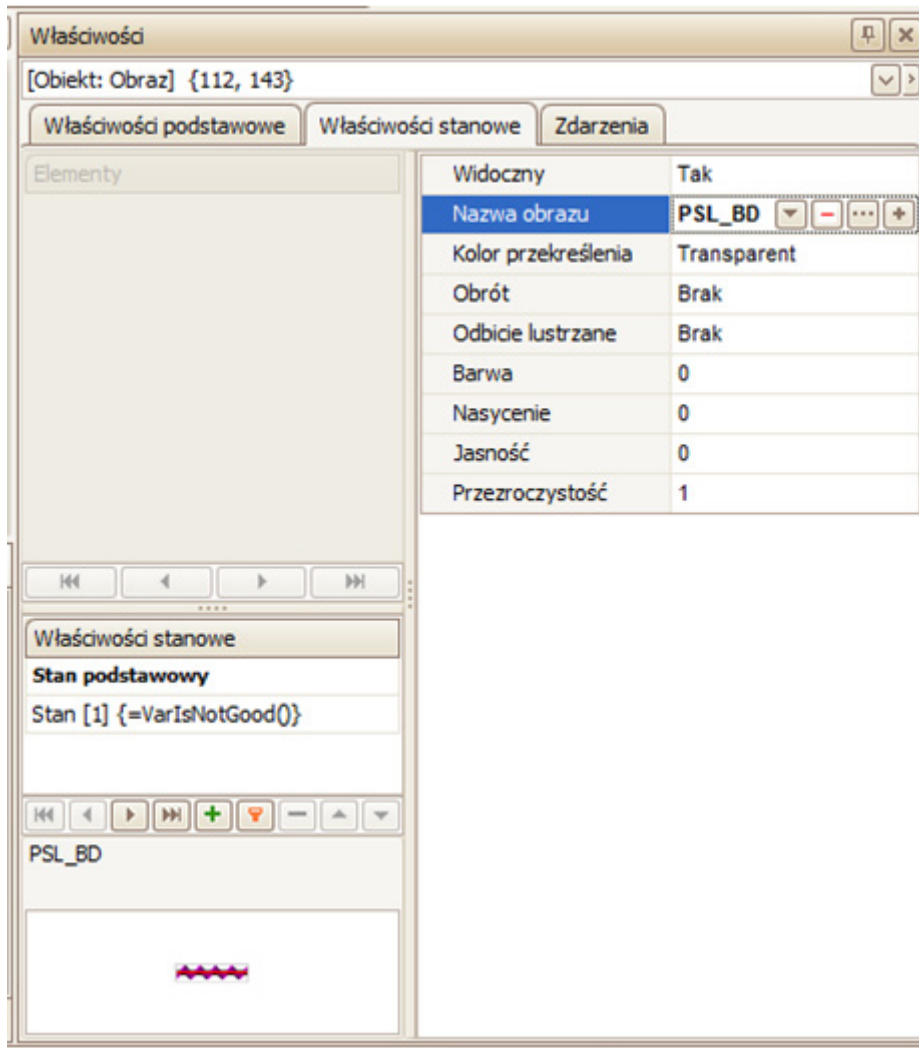 Właściwości
[Obiekt: Obraz] {112, 143}
Właściwości podstawowe Właściwości stanowe Zdarzenia
Elementy
Widoczny Tak
Nazwa obrazu PSL_BD
Kolor przekreślenia Transparent
Obrót Brak
Odbicie lustrzane Brak
Barwa 0
Nasycenie 0
Jasność 0
Przezroczystość 1
Właściwości stanowe
Stan podstawowy
Stan [1] {=VarIsNotGood()}
PSL_BD